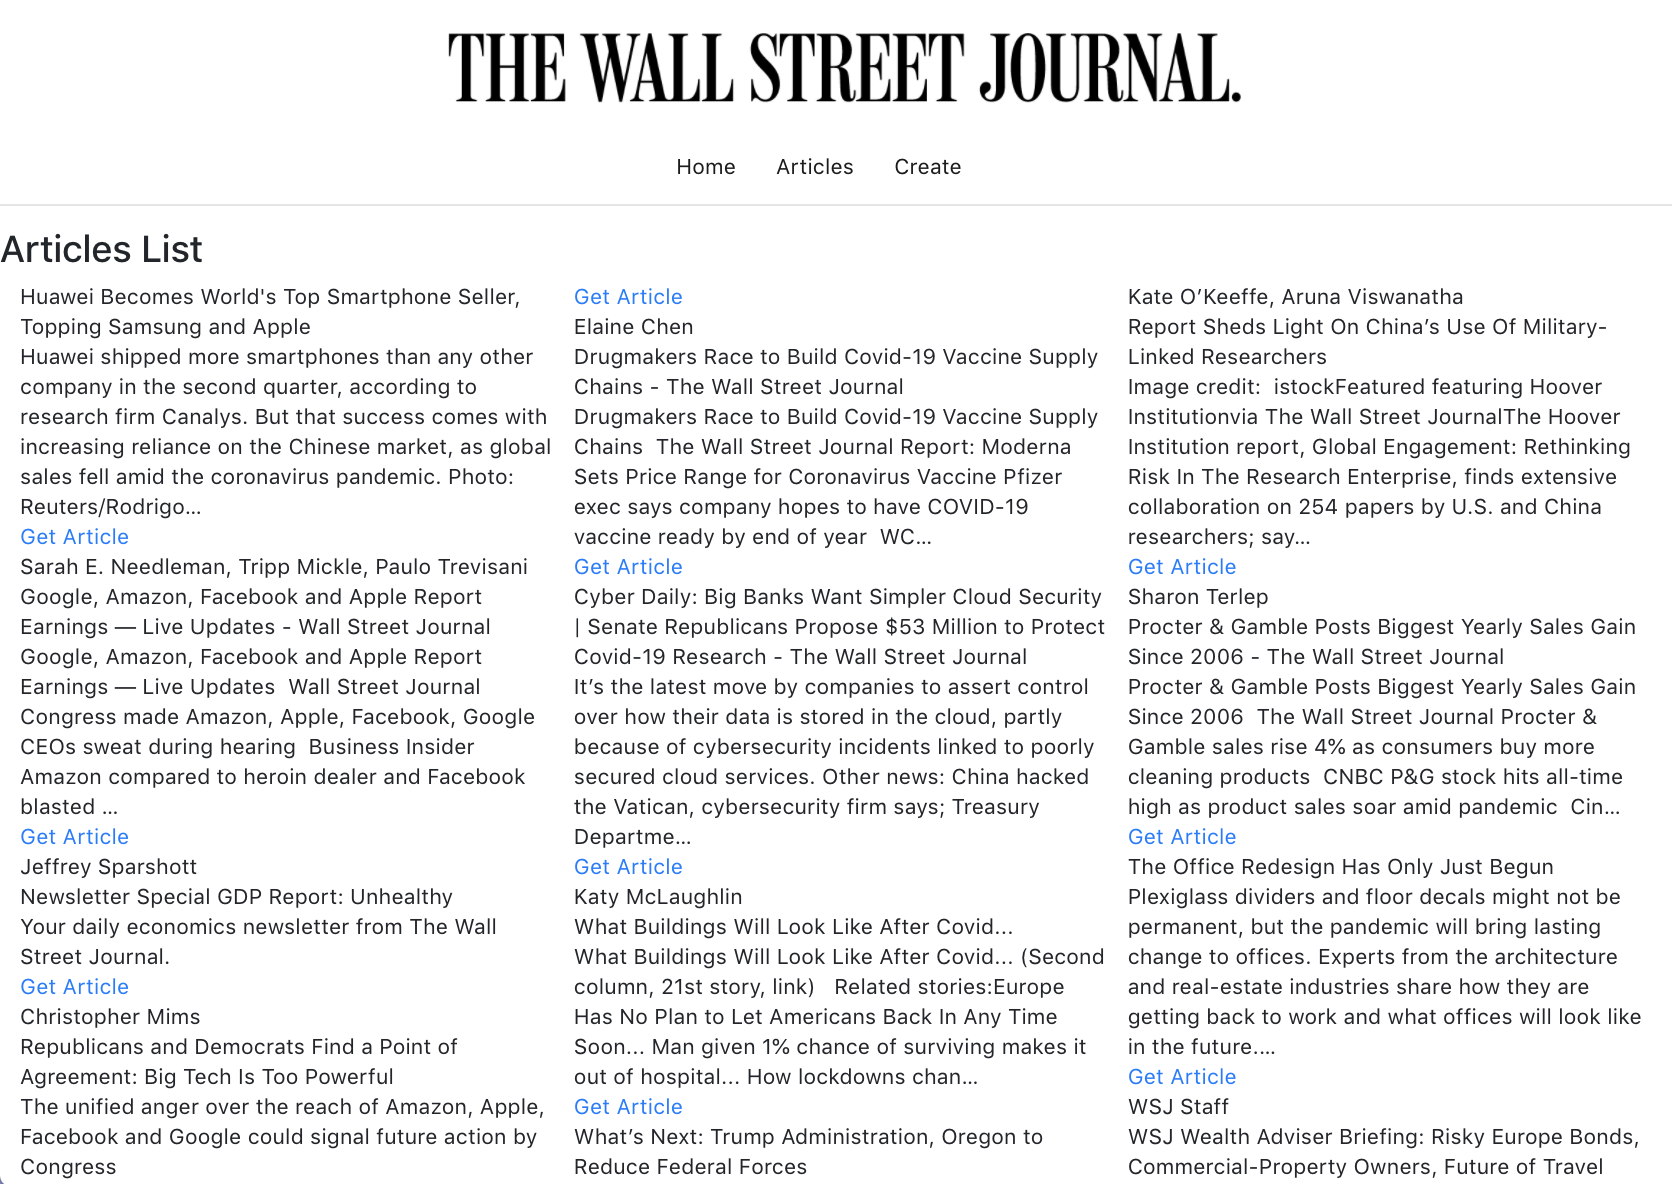 THE WALL STREET JOURNAL.
Home Articles Create
Articles List
Huawei Becomes World's Top Smartphone Seller,
Topping Samsung and Apple
Huawei shipped more smartphones than any other
company in the second quarter, according to
research firm Canalys. But that success comes with
increasing reliance on the Chinese market, as global
sales fell amid the coronavirus pandemic. Photo:
Reuters/Rodrigo…
Get Article
Sarah E. Needleman, Tripp Mickle, Paulo Trevisani
Google, Amazon, Facebook and Apple Report
Earnings — Live Updates - Wall Street Journal
Google, Amazon, Facebook and Apple Report
Earnings — Live Updates  Wall Street Journal
Congress made Amazon, Apple, Facebook, Google
CEOs sweat during hearing  Business Insider
Amazon compared to heroin dealer and Facebook
blasted …
Get Article
Jeffrey Sparshott
Newsletter Special GDP Report: Unhealthy
Your daily economics newsletter from The Wall
Street Journal.
Get Article
Christopher Mims
Republicans and Democrats Find a Point of
Agreement: Big Tech Is Too Powerful
The unified anger over the reach of Amazon, Apple,
Facebook and Google could signal future action by
Congress
Get Article
Elaine Chen
Drugmakers Race to Build Covid-19 Vaccine Supply
Chains - The Wall Street Journal
Drugmakers Race to Build Covid-19 Vaccine Supply
Chains  The Wall Street Journal Report: Moderna
Sets Price Range for Coronavirus Vaccine Pfizer
exec says company hopes to have COVID-19
vaccine ready by end of year  WC…
Get Article
Cyber Daily: Big Banks Want Simpler Cloud Security
| Senate Republicans Propose $53 Million to Protect
Covid-19 Research - The Wall Street Journal
It’s the latest move by companies to assert control
over how their data is stored in the cloud, partly
because of cybersecurity incidents linked to poorly
secured cloud services. Other news: China hacked
the Vatican, cybersecurity firm says; Treasury
Departme…
Get Article
Katy McLaughlin
What Buildings Will Look Like After Covid...
What Buildings Will Look Like After Covid... (Second
column, 21st story, link)   Related stories:Europe
Has No Plan to Let Americans Back In Any Time
Soon... Man given 1% chance of surviving makes it
out of hospital... How lockdowns chan…
Get Article
What’s Next: Trump Administration, Oregon to
Reduce Federal Forces
Kate O’Keeffe, Aruna Viswanatha
Report Sheds Light On China’s Use Of Military-
Linked Researchers
Image credit:  istockFeatured featuring Hoover
Institutionvia The Wall Street JournalThe Hoover
Institution report, Global Engagement: Rethinking
Risk In The Research Enterprise, finds extensive
collaboration on 254 papers by U.S. and China
researchers; say…
Get Article
Sharon Terlep
Procter & Gamble Posts Biggest Yearly Sales Gain
Since 2006 - The Wall Street Journal
Procter & Gamble Posts Biggest Yearly Sales Gain
Since 2006  The Wall Street Journal Procter &
Gamble sales rise 4% as consumers buy more
cleaning products  CNBC P&G stock hits all-time
high as product sales soar amid pandemic  Cin…
Get Article
The Office Redesign Has Only Just Begun
Plexiglass dividers and floor decals might not be
permanent, but the pandemic will bring lasting
change to offices. Experts from the architecture
and real-estate industries share how they are
getting back to work and what offices will look like
in the future.…
Get Article
WSJ Staff
WSJ Wealth Adviser Briefing: Risky Europe Bonds,
Commercial-Property Owners, Future of Travel